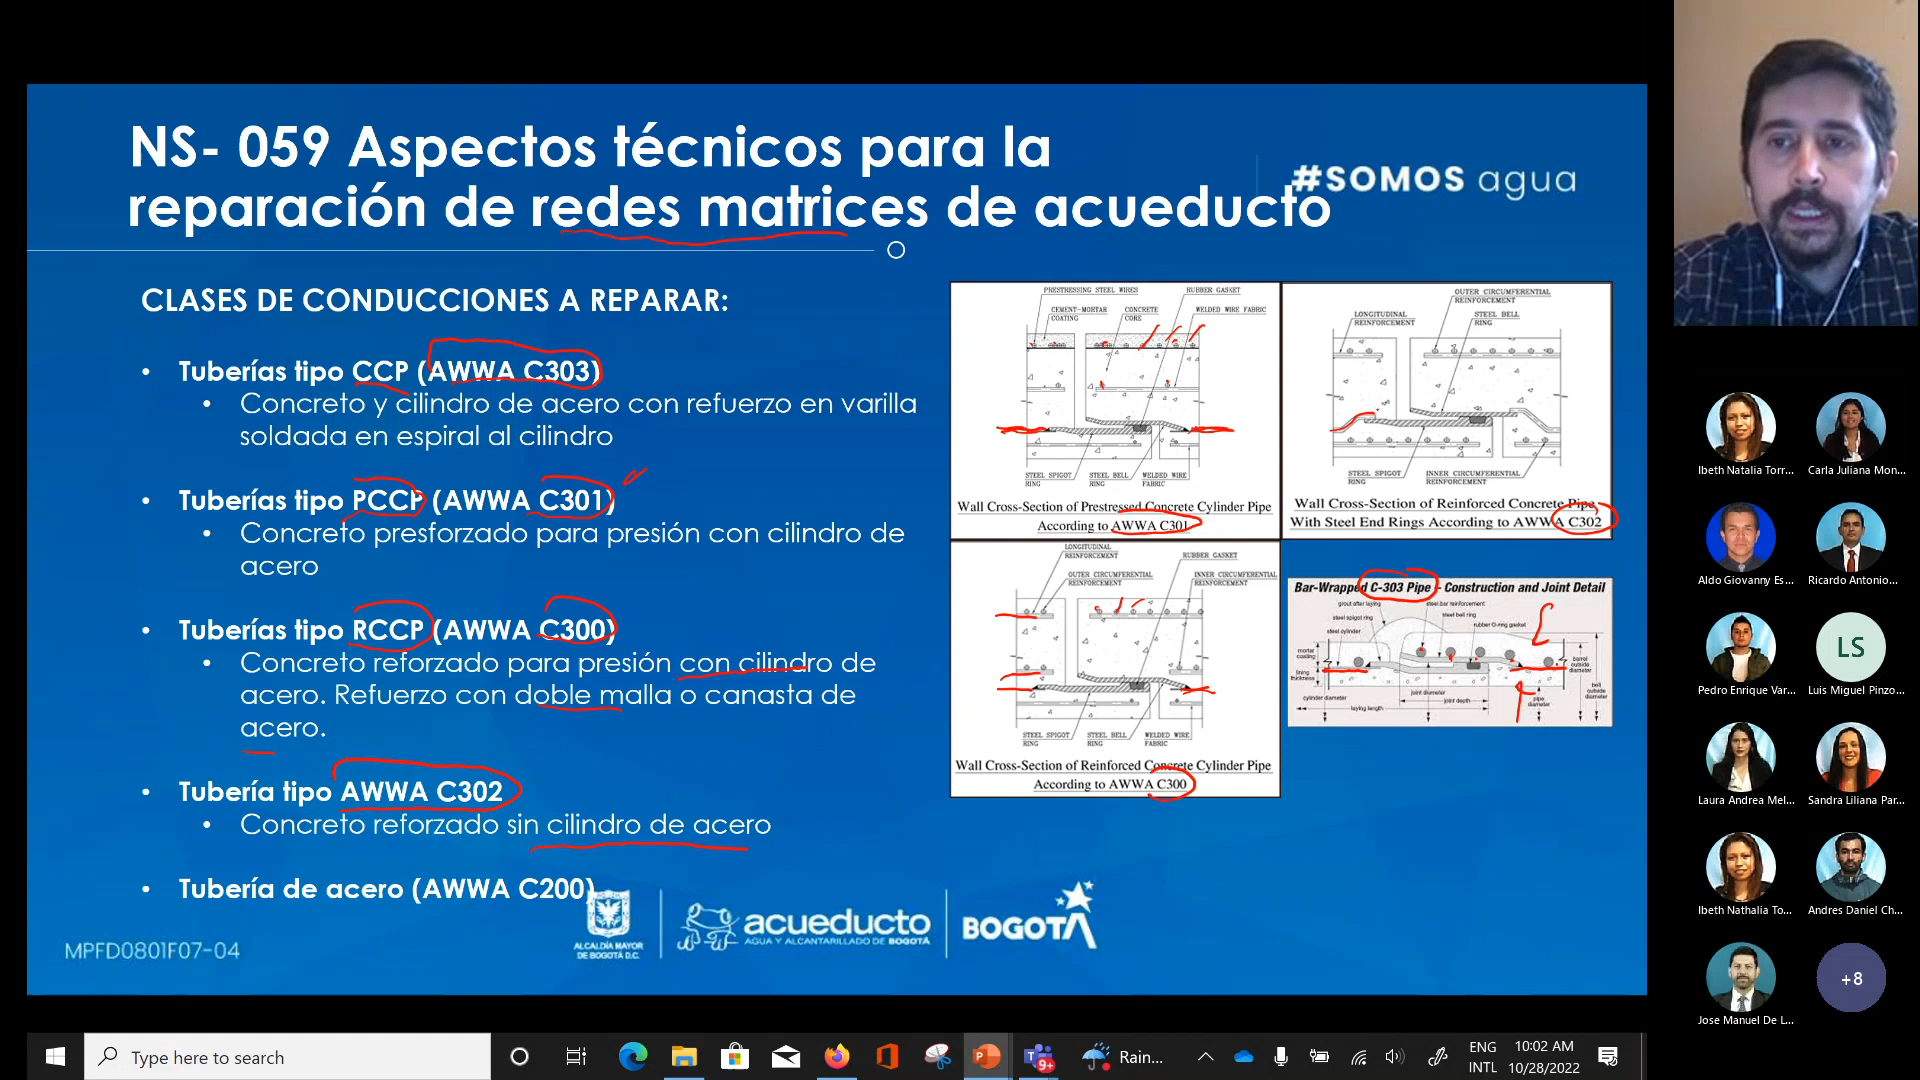 NS- 059 Aspectos técnicos para la
reparación de redes matrices de acueducto
#SOMOS agua
CLASES DE CONDUCCIONES A REPARAR:
• Tuberías tipo CCP (AWWA C303)
• Concreto y cilindro de acero con refuerzo en varilla
soldada en espiral al cilindro
• Tuberías tipo PCCP (AWWA C301)
• Concreto presforzado para presión con cilindro de
acero
• Tuberías tipo RCCP (AWWA C300)
• Concreto reforzado para presión con cilindro de
acero. Refuerzo con doble malla o canasta de
acero.
• Tubería tipo AWWA C302
• Concreto reforzado sin cilindro de acero
• Tubería de acero (AWWA C200)
MPFD0801F07-04
ALCALDÍA MAYOR
DE BOGOTÁ D.C.
acueducto
AGUA Y ALCANTARILLADO DE BOGOTÁ
BOGOTÁ
PRESTRESSING STEEL WIRES
RUBBER GASKET
CEMENT-MORTAR
COATING
CONCRETE
CORE
WELDED WIRE FABRIC
STEEL SPIGOT
RING
STEEL BELL
RING
WELDED WIRE
FABRIC
Wall Cross-Section of Prestressed Concrete Cylinder Pipe
According to AWWA C301
OUTER CIRCUMFERENTIAL
REINFORCEMENT
LONGITUDINAL
REINFORCEMENT
STEEL BELL
RING
STEEL SPIGOT
RING
INNER CIRCUMFERENTIAL
REINFORCEMENT
Wall Cross-Section of Reinforced Concrete Pipe
With Steel End Rings According to AWWA C302
LONGITUDINAL
REINFORCEMENT
RUBBER GASKET
OUTER CIRCUMFERENTIAL
REINFORCEMENT
INNER CIRCUMFERENTIAL
REINFORCEMENT
STEEL SPIGOT
RING
STEEL BELL
RING
WELDED WIRE
FABRIC
Wall Cross-Section of Reinforced Concrete Cylinder Pipe
According to AWWA C300
Bar-Wrapped C-303 Pipe - Construction and Joint Detail
grout after laying
steel bar reinforcement
steel spigot ring
steel bell ring
rubber O-ring gasket
steel cylinder
mortar
coating
lining
thickness
barrel
outside
diameter
bell
outside
diameter
cylinder diameter
joint diameter
joint depth
pipe
diameter
laying length
Ibeth Natalia Torr...
Carla Juliana Mon...
Aldo Giovanny Es...
Ricardo Antonio...
Pedro Enrique Var...
LS
Luis Miguel Pinzo...
Laura Andrea Mel...
Sandra Liliana Par...
Ibeth Nathalia To...
Andres Daniel Ch...
Jose Manuel De L...
+8
Type here to search
9+
Rain...
ENG
INTL
10:02 AM
10/28/2022